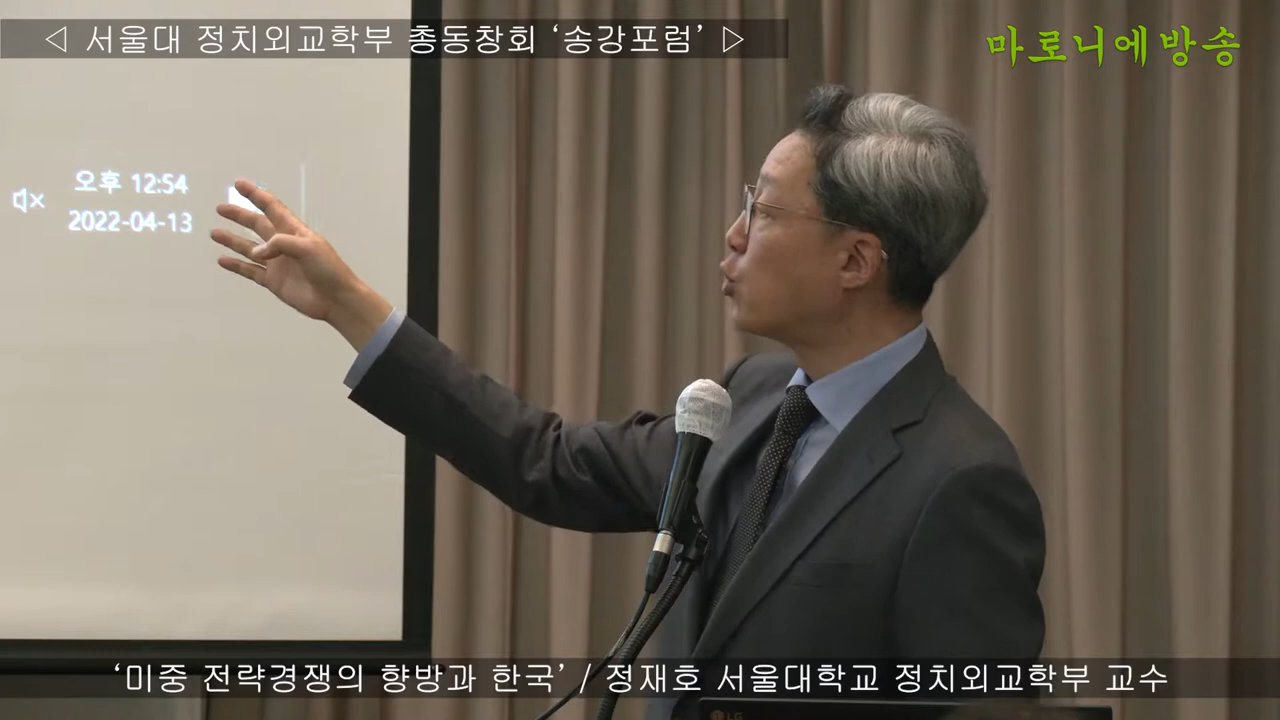 ◁ 서울대 정치외교학부 총동창회 ‘송강포럼’ ▷
마로니에방송
오후 12:54
2022-04-13
‘미중 전략경쟁의 향방과 한국’ / 정재호 서울대학교 정치외교학부 교수
LG